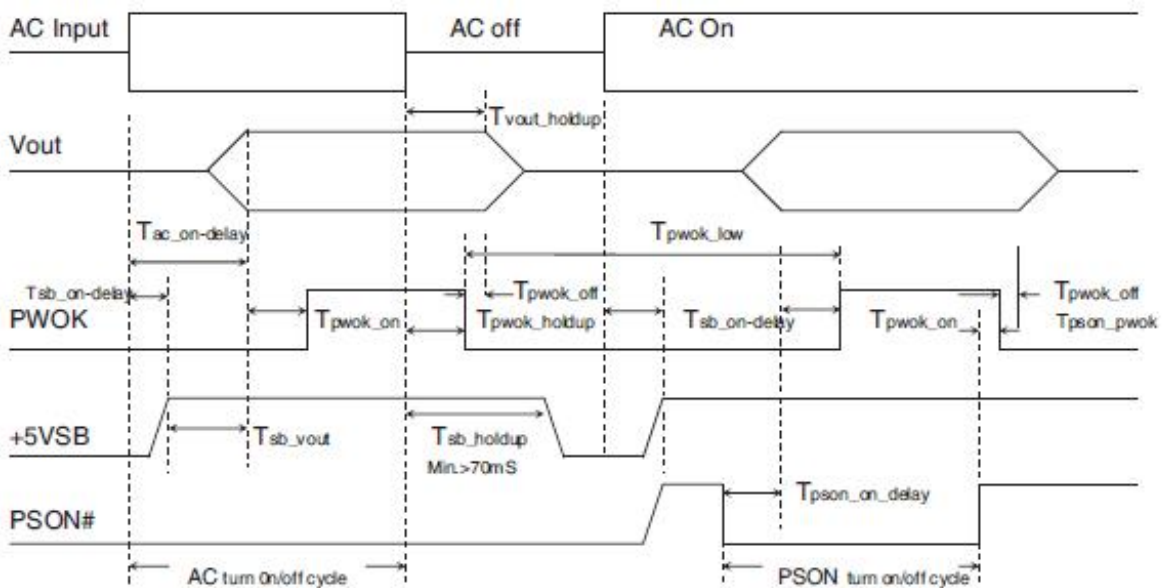 AC Input
AC off
AC On
Tvout_holdup
Vout
Tac_on-delay
Tpwok_low
Tsb_on-delay
Tpwok_off
Tpwok_off
PWOK
Tpwok_on
Tpwok_holdup
Tsb_on-delay
Tpwok_on
Tpson_pwok
+5VSB
Tsb_vout
Tsb_holdup
Min.>70mS
Tpson_on_delay
PSON#
AC turn 0n/off cycle
PSON turn on/off cycle